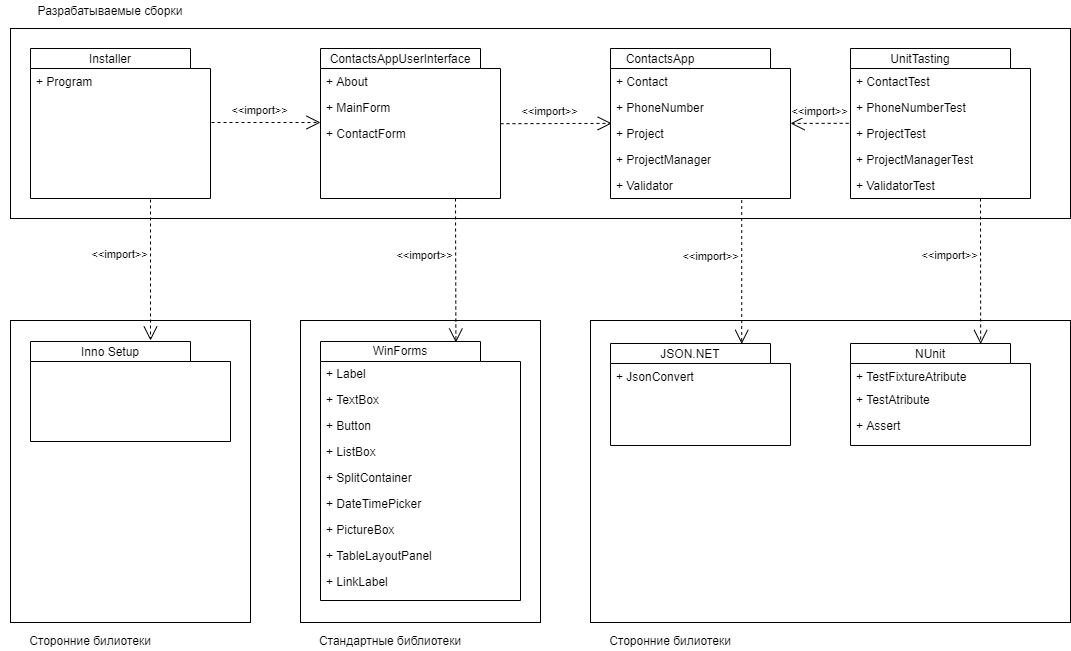 Разрабатываемые сборки
Installer
+ Program
<<import>>
ContactsAppUserInterface
+ About
+ MainForm
+ ContactForm
<<import>>
ContactsApp
+ Contact
+ PhoneNumber
+ Project
+ ProjectManager
+ Validator
<<import>>
UnitTasting
+ ContactTest
+ PhoneNumberTest
+ ProjectTest
+ ProjectManagerTest
+ ValidatorTest
<<import>>
<<import>>
<<import>>
<<import>>
Inno Setup
WinForms
+ Label
+ TextBox
+ Button
+ ListBox
+ SplitContainer
+ DateTimePicker
+ PictureBox
+ TableLayoutPanel
+ LinkLabel
JSON.NET
+ JsonConvert
NUnit
+ TestFixtureAtribute
+ TestAtribute
+ Assert
Сторонние билиотеки
Стандартные библиотеки
Сторонние билиотеки